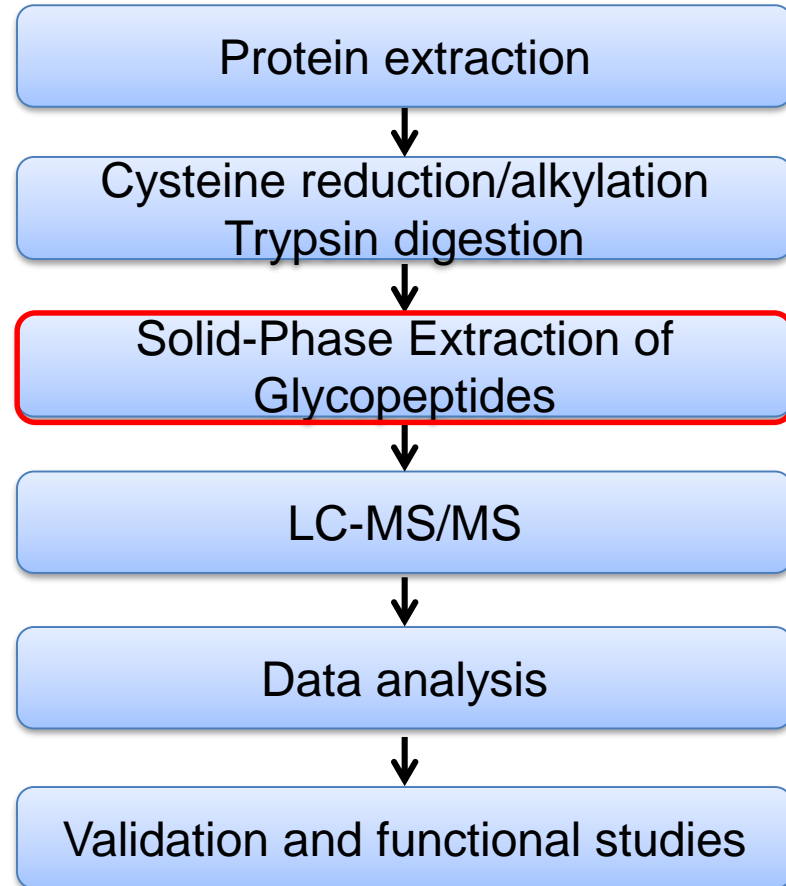 Protein extraction
Cysteine reduction/alkylation
Trypsin digestion
Solid-Phase Extraction of
Glycopeptides
LC-MS/MS
Data analysis
Validation and functional studies